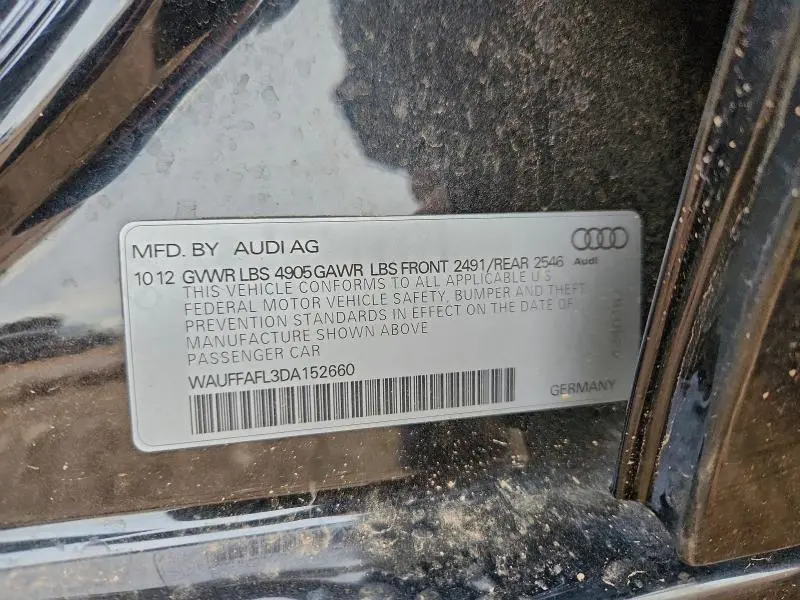 MFD. BY AUDI AG
10 12 GVWR LBS 4905 GAWR LBS FRONT 2491/REAR 2546
Audi
THIS VEHICLE CONFORMS TO ALL APPLICABLE U S
FEDERAL MOTOR VEHICLE SAFETY, BUMPER AND THEFT
PREVENTION STANDARDS IN EFFECT ON THE DATE OF
MANUFACTURE SHOWN ABOVE
PASSENGER CAR
WAUFFAFL3DA152660
GERMANY